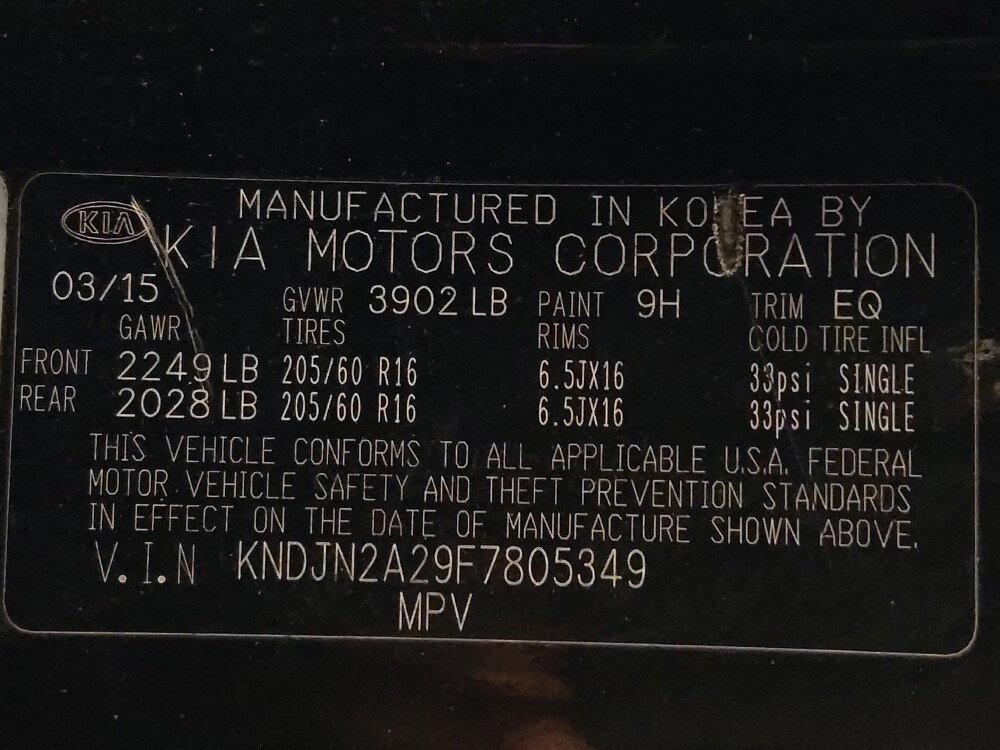 KIA MANUFACTURED IN KOREA BY
KIA MOTORS CORPORATION
03/15 GVWR 3902 LB PAINT 9H TRIM EQ
GAWR TIRES RIMS COLD TIRE INFL
FRONT 2249 LB 205/60 R16 6.5JX16 33psi SINGLE
REAR 2028 LB 205/60 R16 6.5JX16 33psi SINGLE
THIS VEHICLE CONFORMS TO ALL APPLICABLE U.S.A. FEDERAL
MOTOR VEHICLE SAFETY AND THEFT PREVENTION STANDARDS
IN EFFECT ON THE DATE OF MANUFACTURE SHOWN ABOVE.
V.I.N KNDJN2A29F7805349
MPV